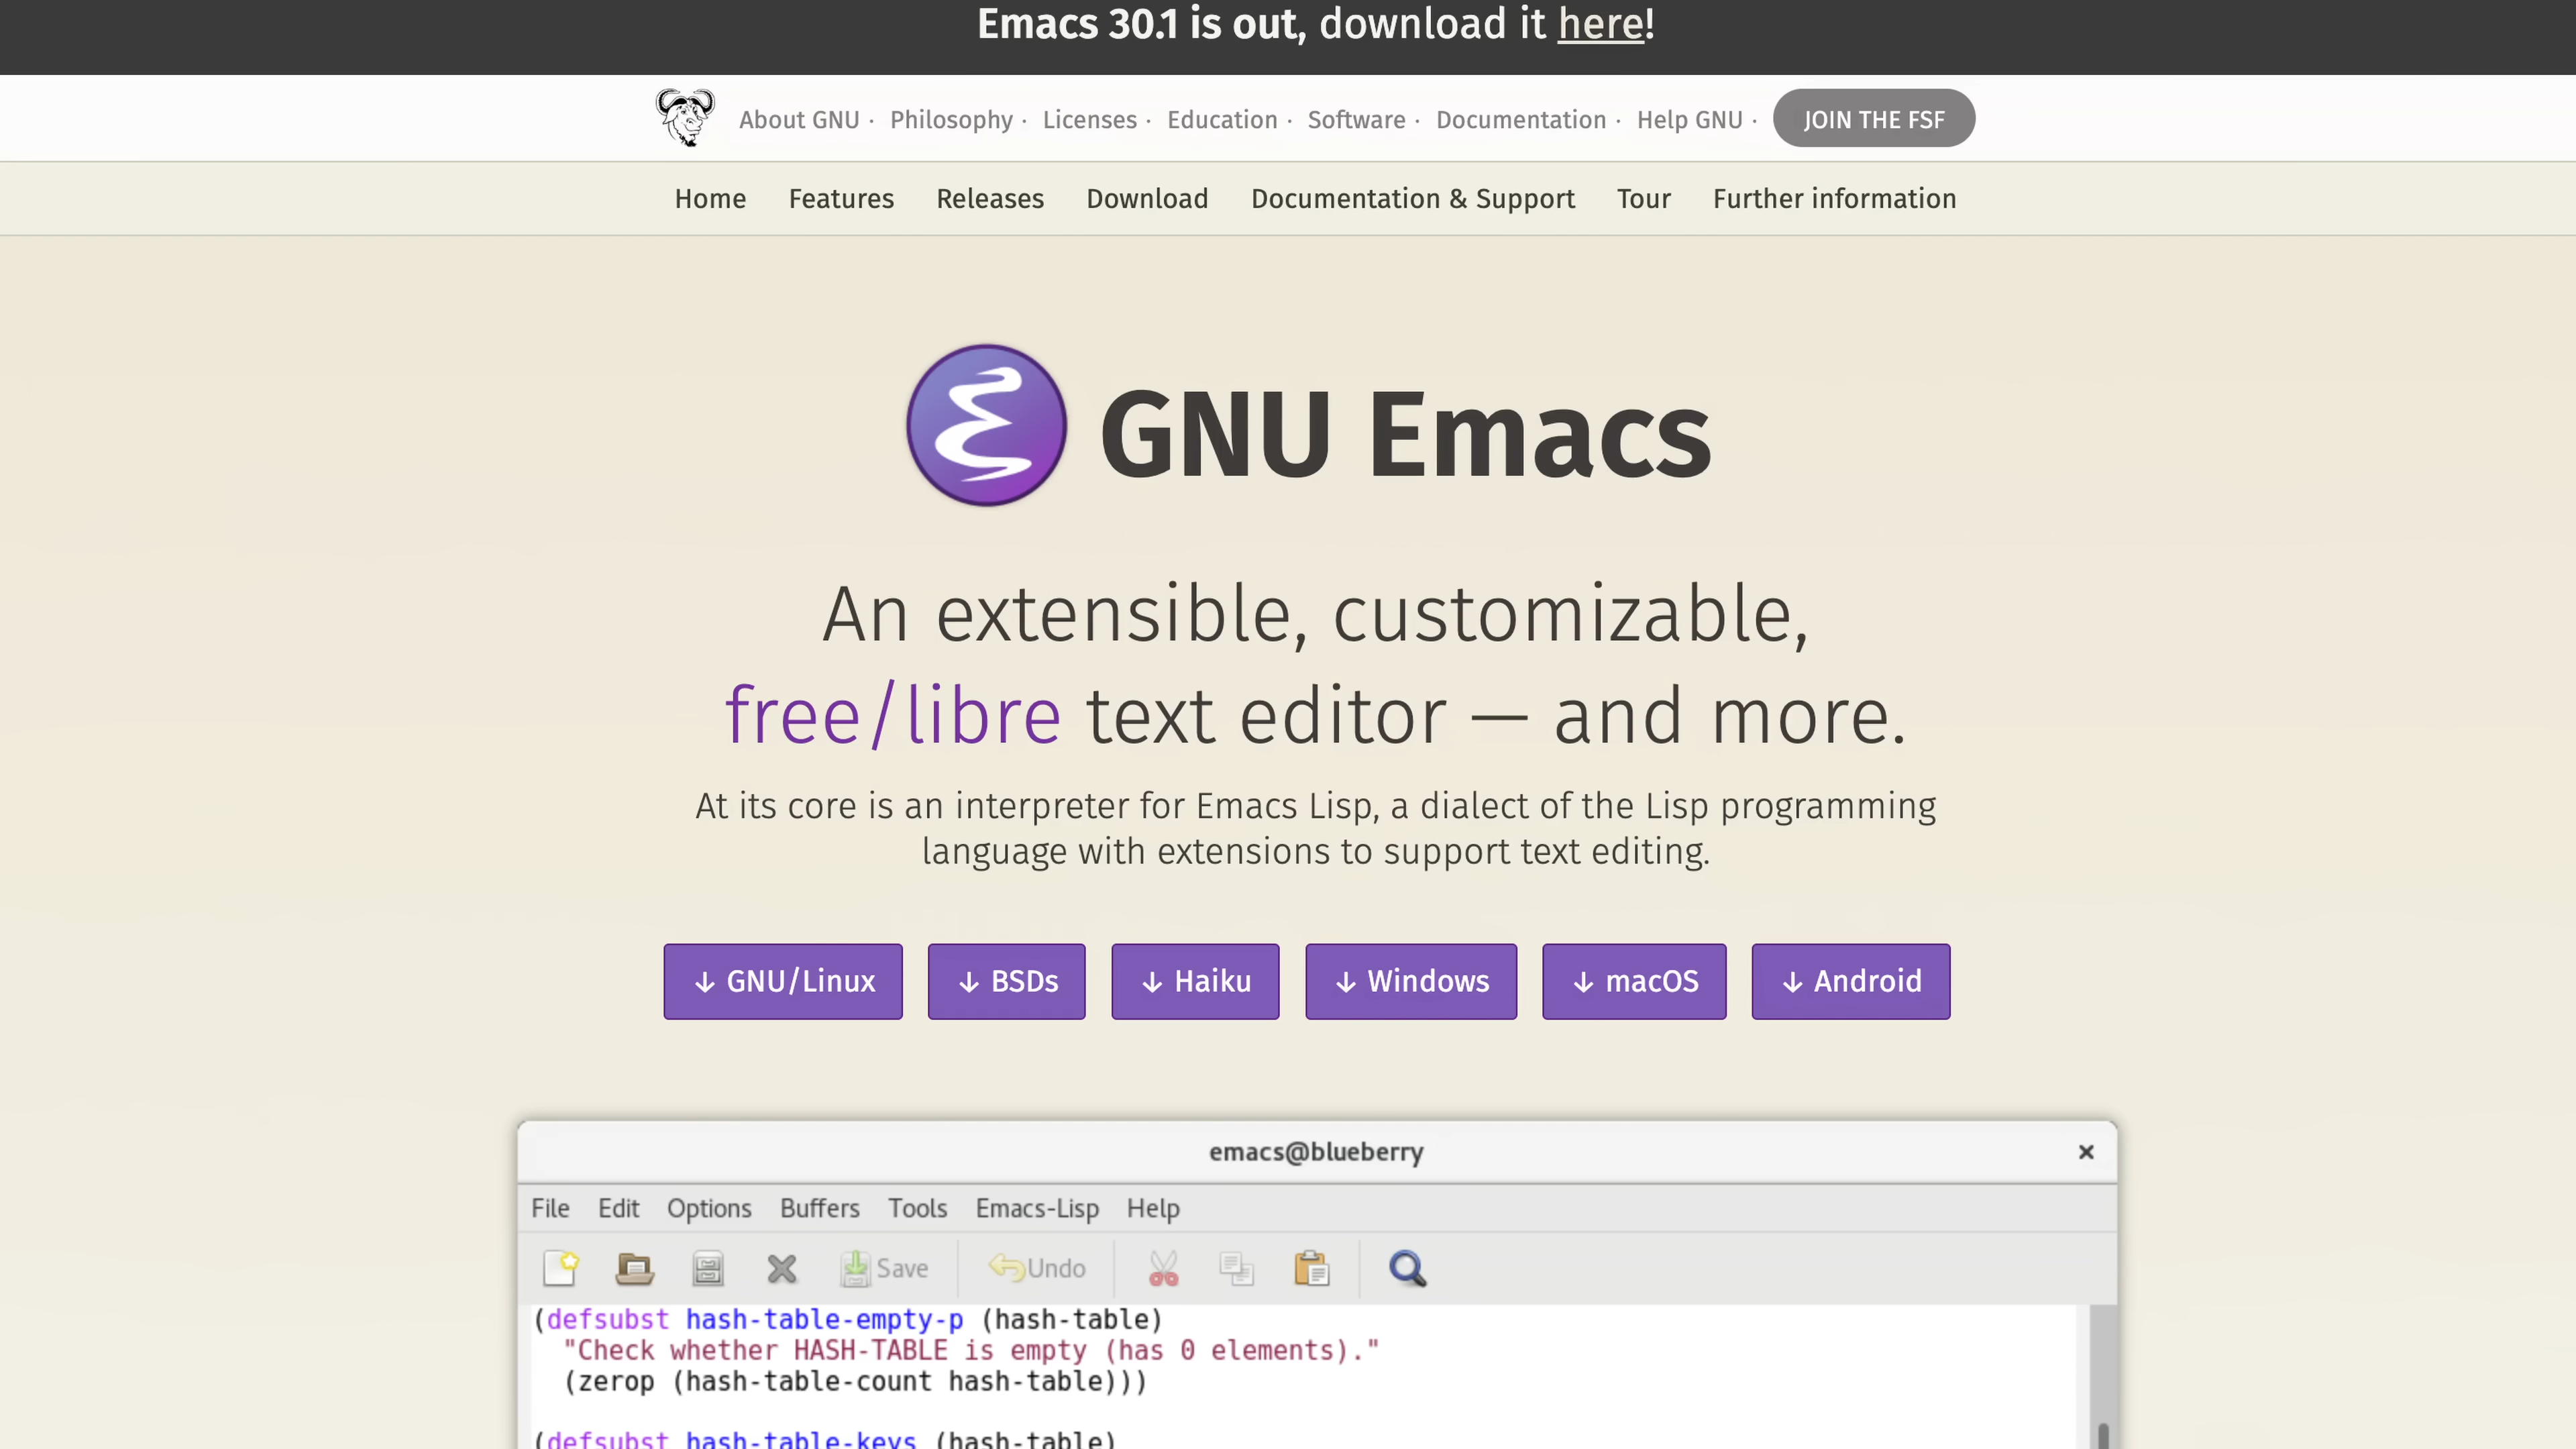 Emacs 30.1 is out, download it here!
About GNU · Philosophy · Licenses · Education · Software · Documentation · Help GNU · JOIN THE FSF
Home Features Releases Download Documentation & Support Tour Further information
GNU Emacs
An extensible, customizable,
free/libre text editor — and more.
At its core is an interpreter for Emacs Lisp, a dialect of the Lisp programming
language with extensions to support text editing.
↓ GNU/Linux ↓ BSDs ↓ Haiku ↓ Windows ↓ macOS ↓ Android
emacs@blueberry ×
File Edit Options Buffers Tools Emacs-Lisp Help
Save Undo
(defsubst hash-table-empty-p (hash-table)
"Check whether HASH-TABLE is empty (has 0 elements)."
(zerop (hash-table-count hash-table)))
(defsubst hash-table-keys (hash-table)